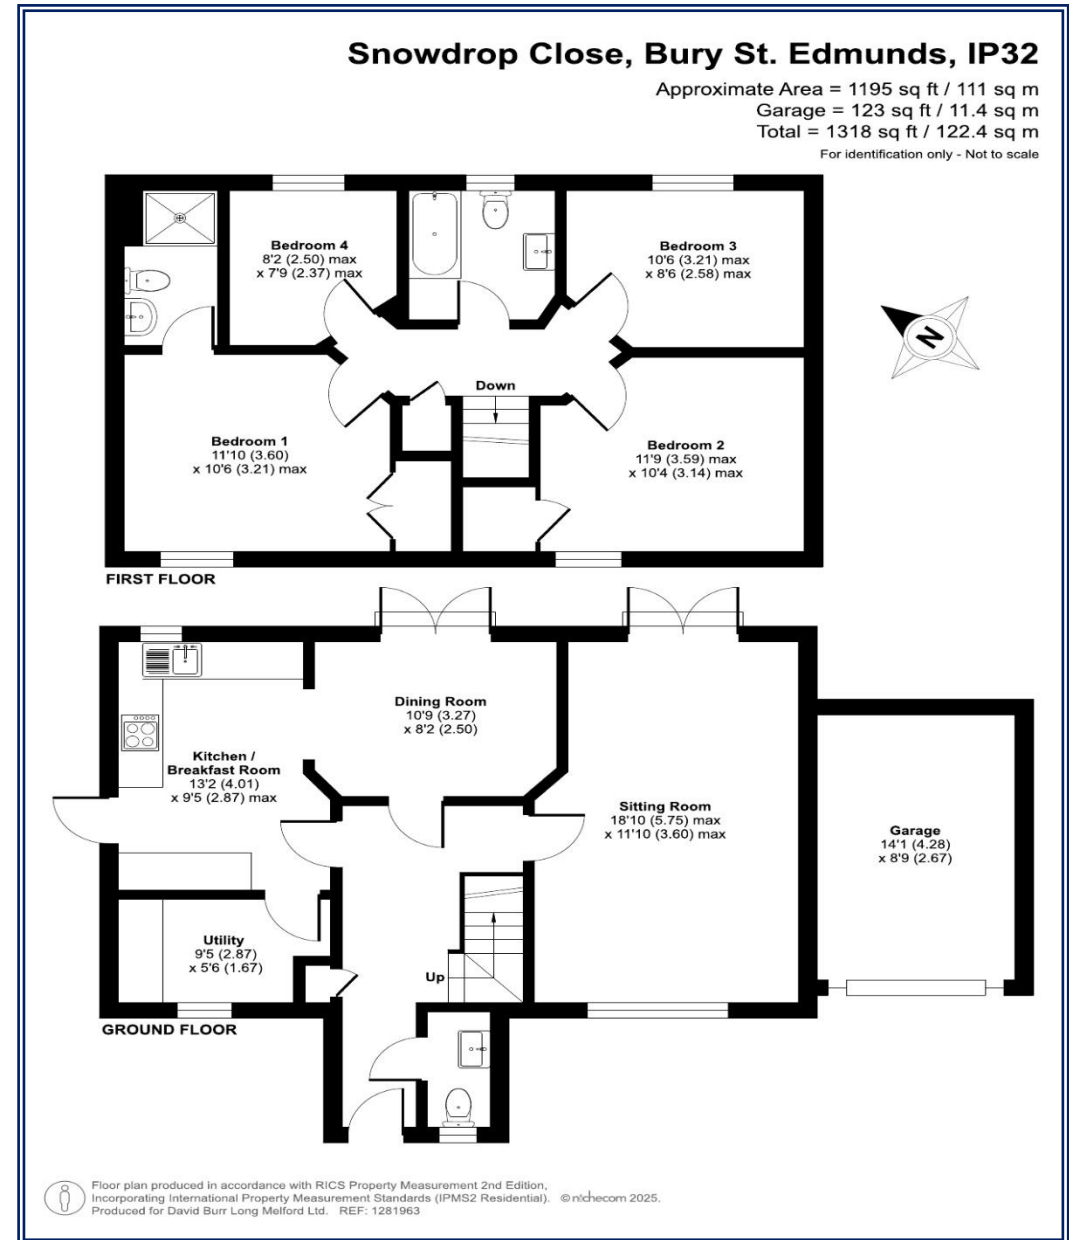 Snowdrop Close, Bury St. Edmunds, IP32
Approximate Area = 1195 sq ft / 111 sq m
Garage = 123 sq ft / 11.4 sq m
Total = 1318 sq ft / 122.4 sq m
For identification only - Not to scale
Bedroom 4
8'2 (2.50) max
x 7'9 (2.37) max
Bedroom 3
10'6 (3.21) max
x 8'6 (2.58) max
N
Down
Bedroom 1
11'10 (3.60)
x 10'6 (3.21) max
Bedroom 2
11'9 (3.59) max
x 10'4 (3.14) max
FIRST FLOOR
Dining Room
10'9 (3.27)
x 8'2 (2.50)
Kitchen /
Breakfast Room
13'2 (4.01)
x 9'5 (2.87) max
Sitting Room
18'10 (5.75) max
x 11'10 (3.60) max
Garage
14'1 (4.28)
x 8'9 (2.67)
Utility
9'5 (2.87)
x 5'6 (1.67)
Up
GROUND FLOOR
Floor plan produced in accordance with RICS Property Measurement 2nd Edition,
Incorporating International Property Measurement Standards (IPMS2 Residential). © nichecom 2025.
Produced for David Burr Long Melford Ltd. REF: 1281963